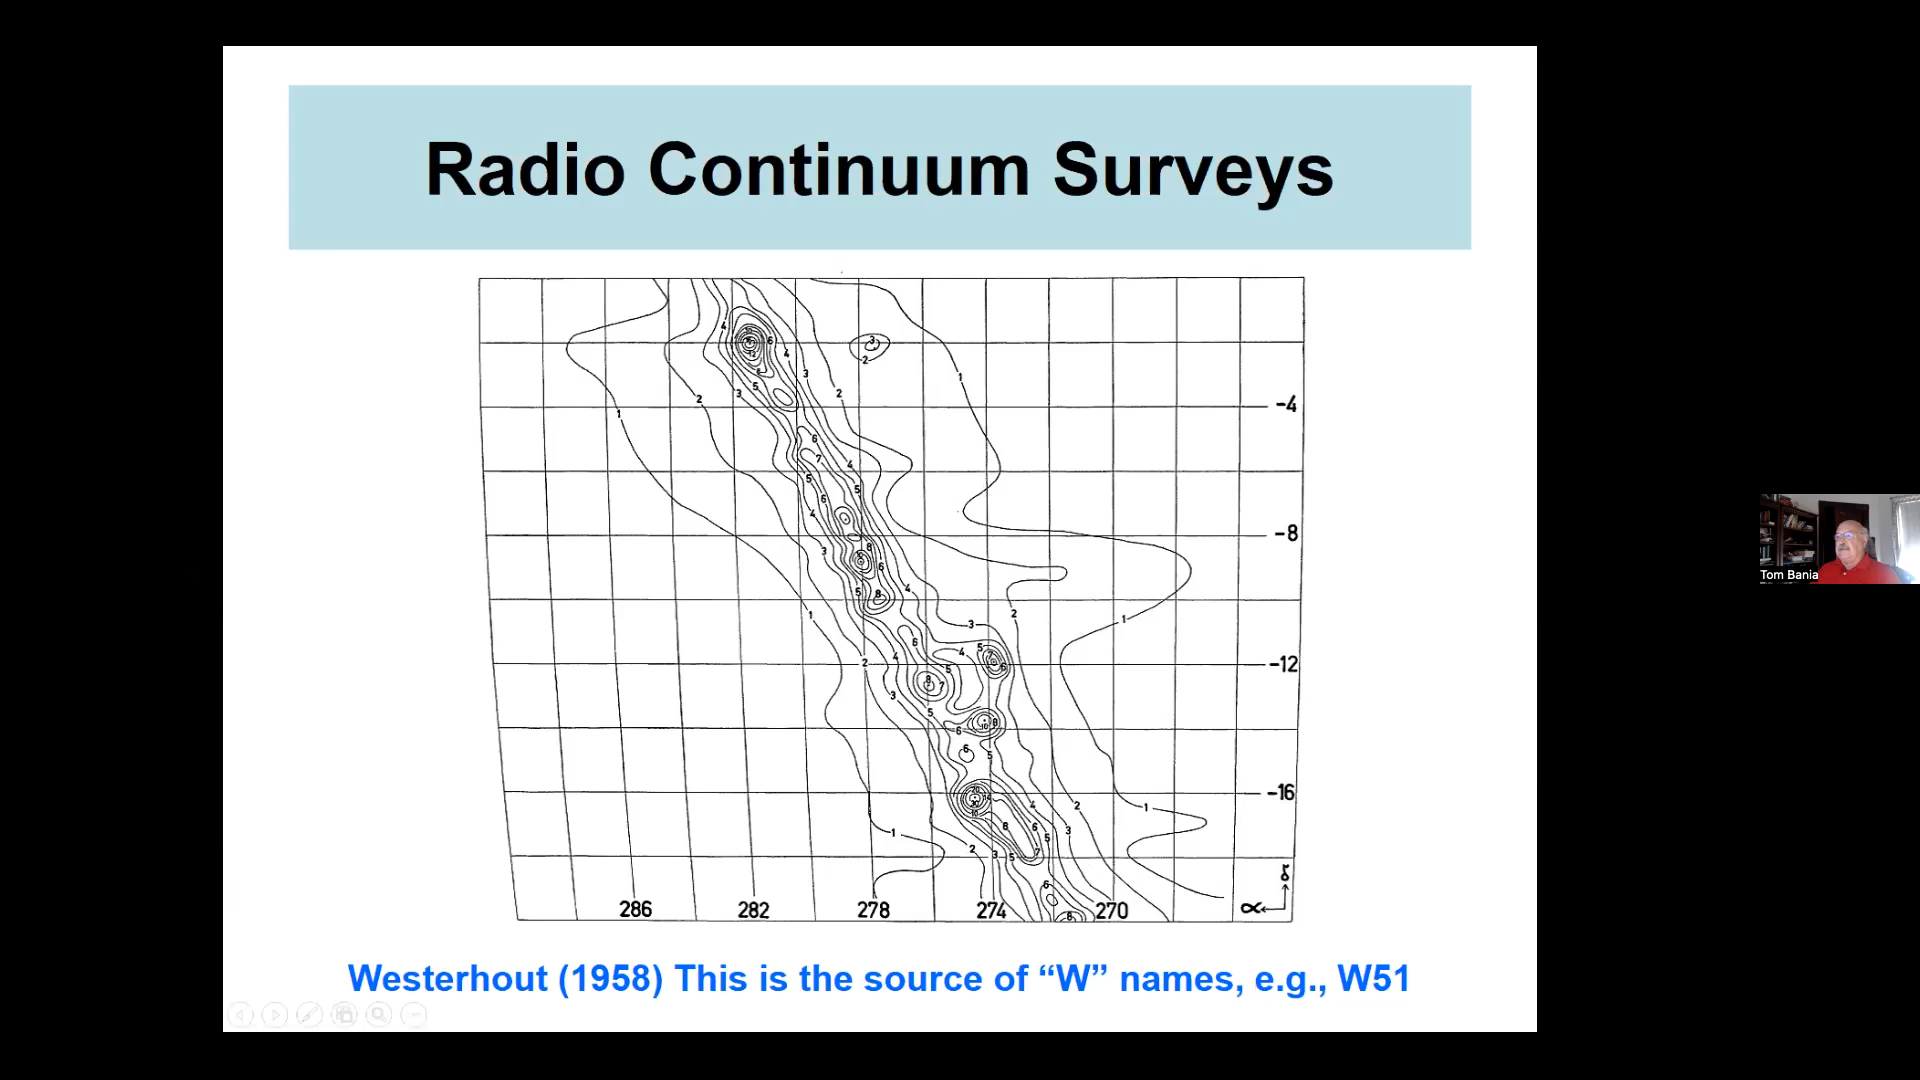 Radio Continuum Surveys
-4
-8
-12
-16
286 282 278 274 270
α
δ
Westerhout (1958) This is the source of “W” names, e.g., W51
Tom Bania